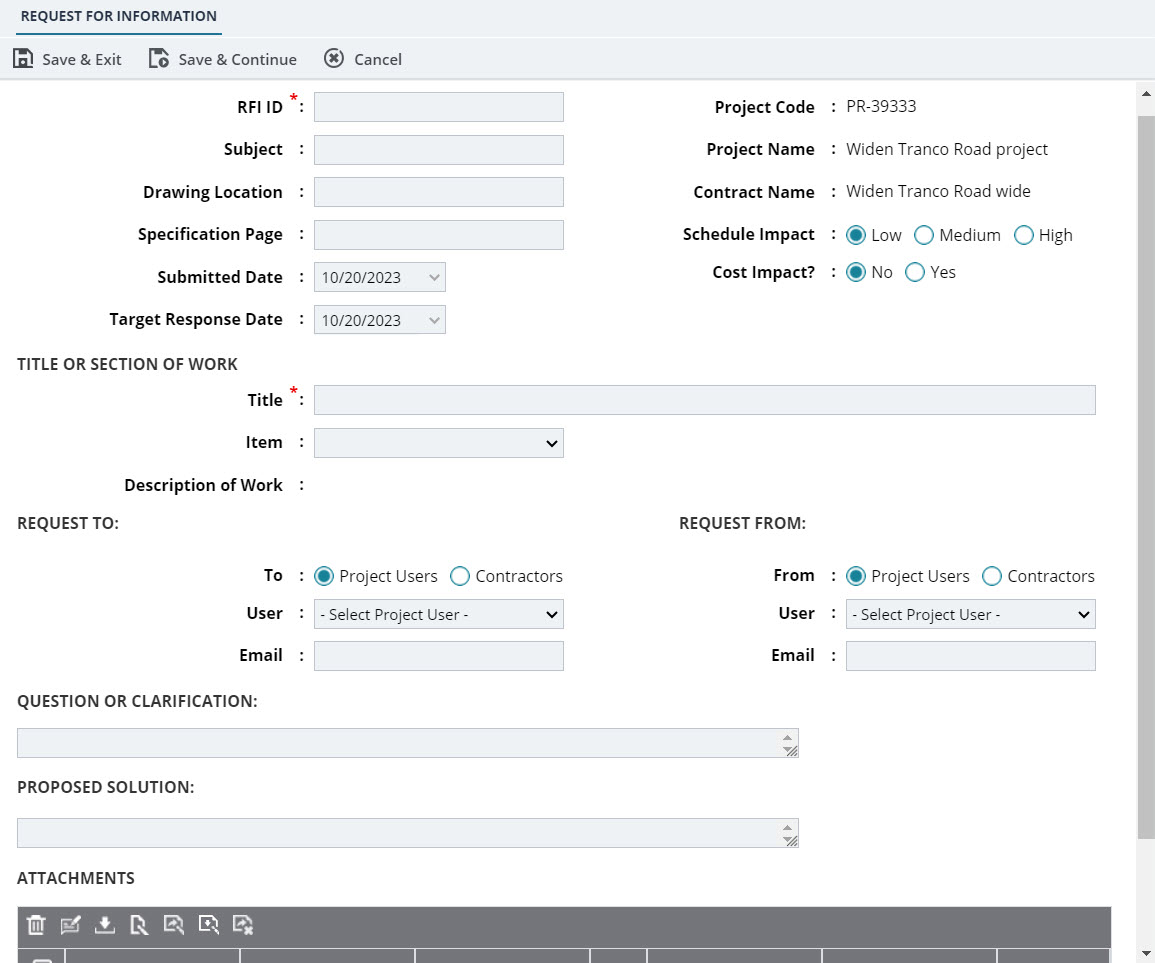 REQUEST FOR INFORMATION
Save & Exit Save & Continue Cancel
RFI ID * : Project Code : PR-39333
Subject : Project Name : Widen Tranco Road project
Drawing Location : Contract Name : Widen Tranco Road wide
Specification Page : Schedule Impact : Low Medium High
Submitted Date : 10/20/2023 Cost Impact? : No Yes
Target Response Date : 10/20/2023
TITLE OR SECTION OF WORK
Title * :
Item :
Description of Work :
REQUEST TO: REQUEST FROM:
To : Project Users Contractors From : Project Users Contractors
User : - Select Project User - User : - Select Project User -
Email : Email :
QUESTION OR CLARIFICATION:
PROPOSED SOLUTION:
ATTACHMENTS